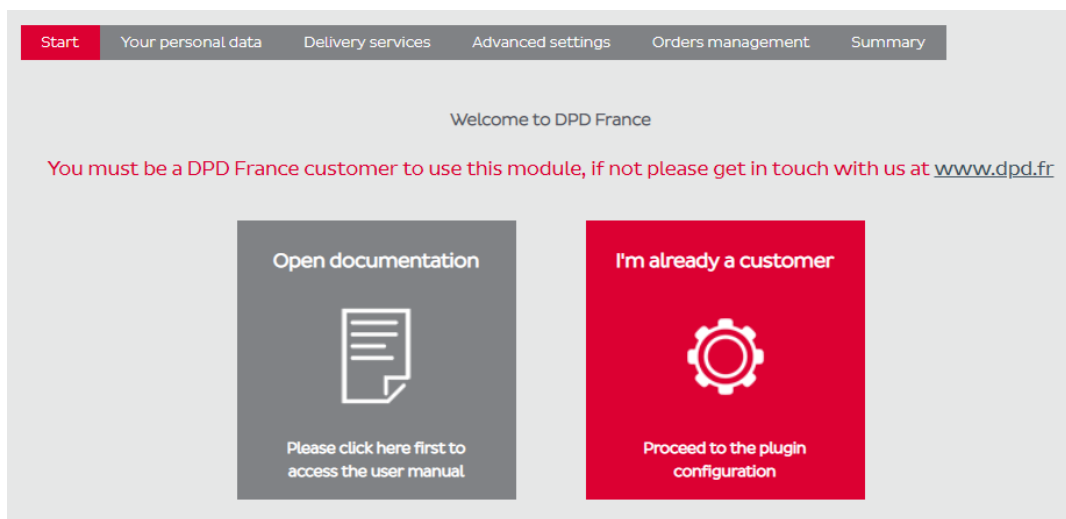 Start Your personal data Delivery services Advanced settings Orders management Summary
Welcome to DPD France
You must be a DPD France customer to use this module, if not please get in touch with us at www.dpd.fr
Open documentation
Please click here first to
access the user manual
I'm already a customer
Proceed to the plugin
configuration